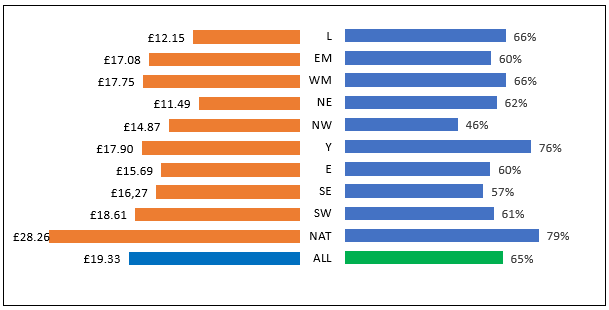 £12.15 L 66%
£17.08 EM 60%
£17.75 WM 66%
£11.49 NE 62%
£14.87 NW 46%
£17.90 Y 76%
£15.69 E 60%
£16,27 SE 57%
£18.61 SW 61%
£28.26 NAT 79%
£19.33 ALL 65%